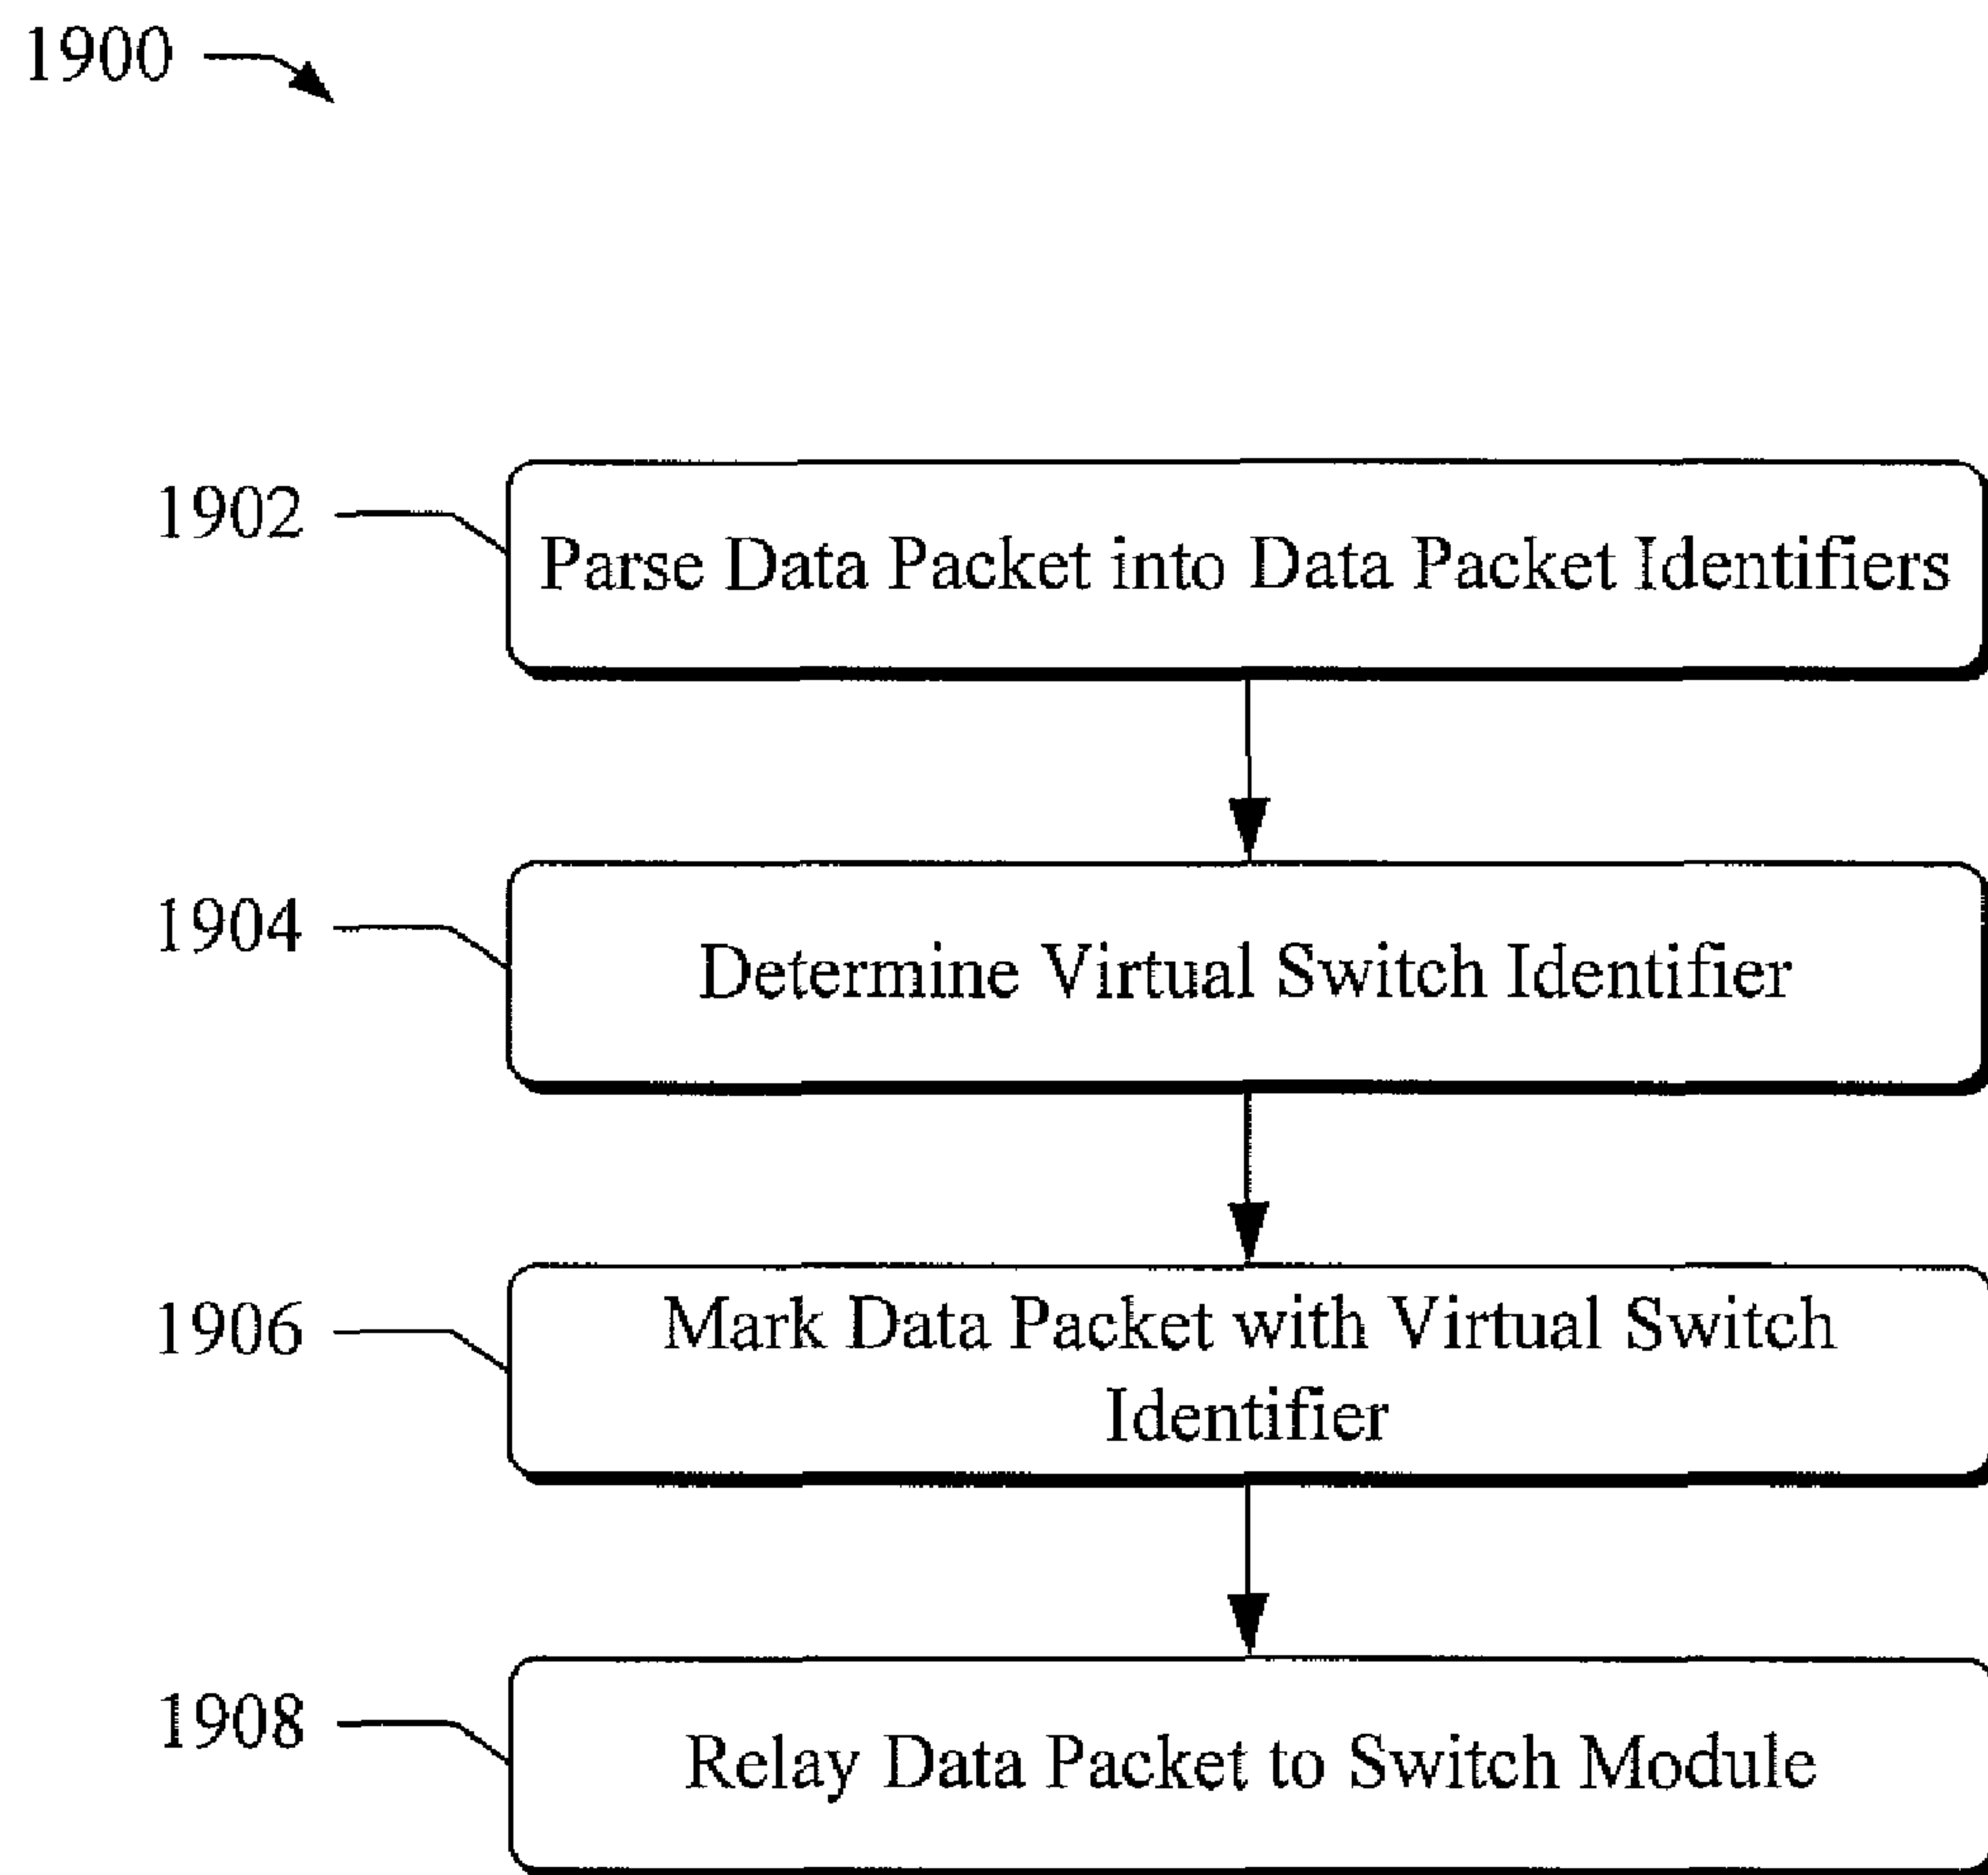 1900
1902
Parse Data Packet into Data Packet Identifiers
1904
Determine Virtual Switch Identifier
1906
Mark Data Packet with Virtual Switch
Identifier
1908
Relay Data Packet to Switch Module